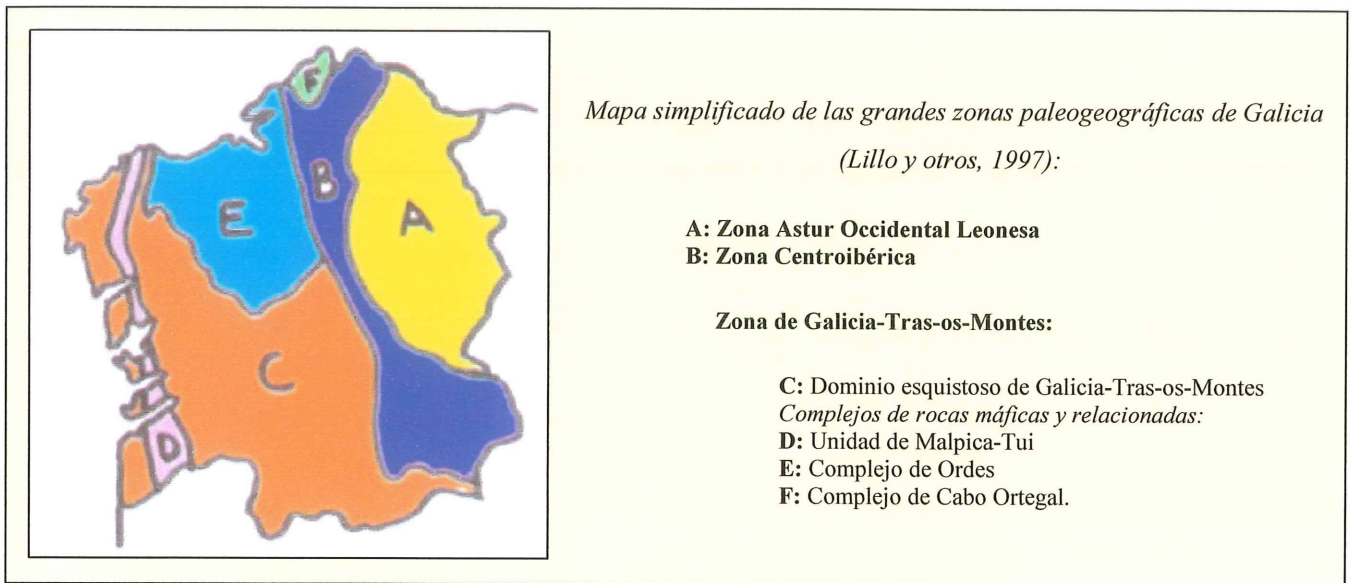 F
B
A
E
C
D
Mapa simplificado de las grandes zonas paleogeográficas de Galicia
(Lillo y otros, 1997):
A: Zona Astur Occidental Leonesa
B: Zona Centroibérica
Zona de Galicia-Tras-os-Montes:
C: Dominio esquistoso de Galicia-Tras-os-Montes
Complejos de rocas máficas y relacionadas:
D: Unidad de Malpica-Tui
E: Complejo de Ordes
F: Complejo de Cabo Ortegal.